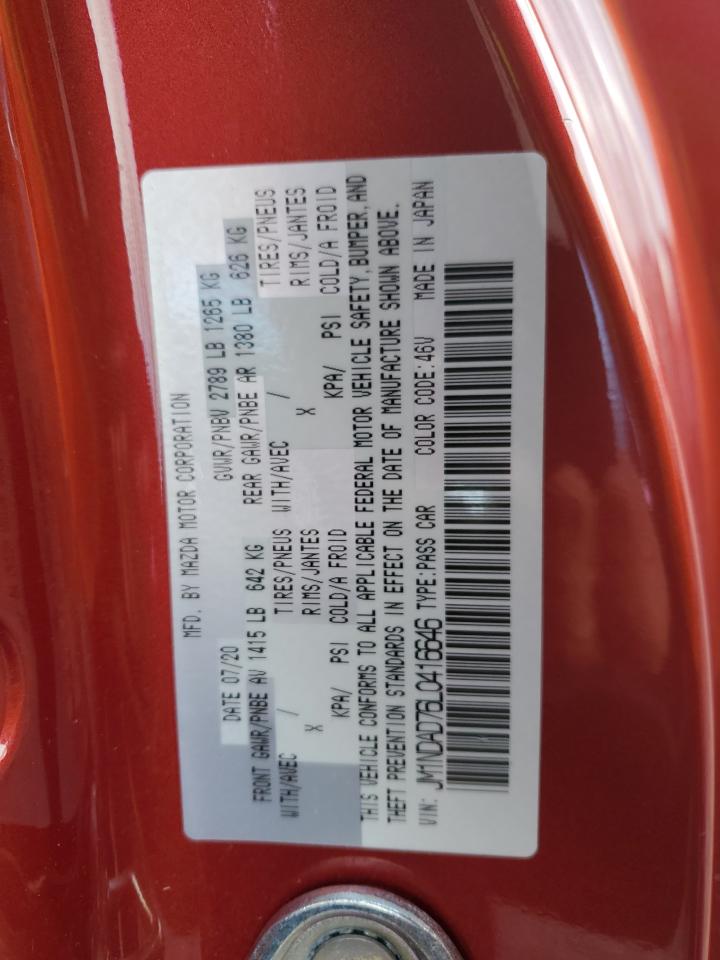 MFD. BY MAZDA MOTOR CORPORATION
DATE 07/20 GVWR/PNBV 2789 LB 1265 KG
FRONT GAWR/PNBE AV 1415 LB 642 KG REAR GAWR/PNBE AR 1380 LB 626 KG
WITH/AVEC / TIRES/PNEUS WITH/AVEC / TIRES/PNEUS
X RIMS/JANTES X RIMS/JANTES
KPA/ PSI COLD/A FROID KPA/ PSI COLD/A FROID
THIS VEHICLE CONFORMS TO ALL APPLICABLE FEDERAL MOTOR VEHICLE SAFETY, BUMPER, AND
THEFT PREVENTION STANDARDS IN EFFECT ON THE DATE OF MANUFACTURE SHOWN ABOVE.
VIN: JM1NDAD76L0416646 TYPE:PASS CAR COLOR CODE:46V MADE IN JAPAN